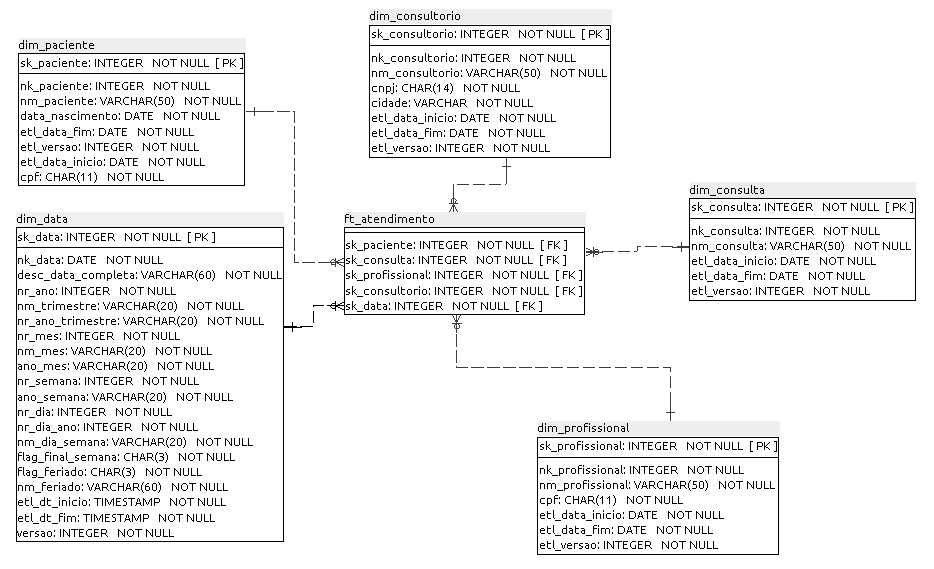 dim_consultorio
sk_consultorio: INTEGER NOT NULL [ PK ]
nk_consultorio: INTEGER NOT NULL
nm_consultorio: VARCHAR(50) NOT NULL
cnpj: CHAR(14) NOT NULL
cidade: VARCHAR NOT NULL
etl_data_inicio: DATE NOT NULL
etl_data_fim: DATE NOT NULL
etl_versao: INTEGER NOT NULL
dim_paciente
sk_paciente: INTEGER NOT NULL [ PK ]
nk_paciente: INTEGER NOT NULL
nm_paciente: VARCHAR(50) NOT NULL
data_nascimento: DATE NOT NULL
etl_data_fim: DATE NOT NULL
etl_versao: INTEGER NOT NULL
etl_data_inicio: DATE NOT NULL
cpf: CHAR(11) NOT NULL
dim_consulta
sk_consulta: INTEGER NOT NULL [ PK ]
nk_consulta: INTEGER NOT NULL
nm_consulta: VARCHAR(50) NOT NULL
etl_data_inicio: DATE NOT NULL
etl_data_fim: DATE NOT NULL
etl_versao: INTEGER NOT NULL
dim_data
sk_data: INTEGER NOT NULL [ PK ]
nk_data: DATE NOT NULL
desc_data_completa: VARCHAR(60) NOT NULL
nr_ano: INTEGER NOT NULL
nm_trimestre: VARCHAR(20) NOT NULL
nr_ano_trimestre: VARCHAR(20) NOT NULL
nr_mes: INTEGER NOT NULL
nm_mes: VARCHAR(20) NOT NULL
ano_mes: VARCHAR(20) NOT NULL
nr_semana: INTEGER NOT NULL
ano_semana: VARCHAR(20) NOT NULL
nr_dia: INTEGER NOT NULL
nr_dia_ano: INTEGER NOT NULL
nm_dia_semana: VARCHAR(20) NOT NULL
flag_final_semana: CHAR(3) NOT NULL
flag_feriado: CHAR(3) NOT NULL
nm_feriado: VARCHAR(60) NOT NULL
etl_dt_inicio: TIMESTAMP NOT NULL
etl_dt_fim: TIMESTAMP NOT NULL
versao: INTEGER NOT NULL
ft_atendimento
sk_paciente: INTEGER NOT NULL [ FK ]
sk_consulta: INTEGER NOT NULL [ FK ]
sk_profissional: INTEGER NOT NULL [ FK ]
sk_consultorio: INTEGER NOT NULL [ FK ]
sk_data: INTEGER NOT NULL [ FK ]
dim_profissional
sk_profissional: INTEGER NOT NULL [ PK ]
nk_profissional: INTEGER NOT NULL
nm_profissional: VARCHAR(50) NOT NULL
cpf: CHAR(11) NOT NULL
etl_data_inicio: DATE NOT NULL
etl_data_fim: DATE NOT NULL
etl_versao: INTEGER NOT NULL